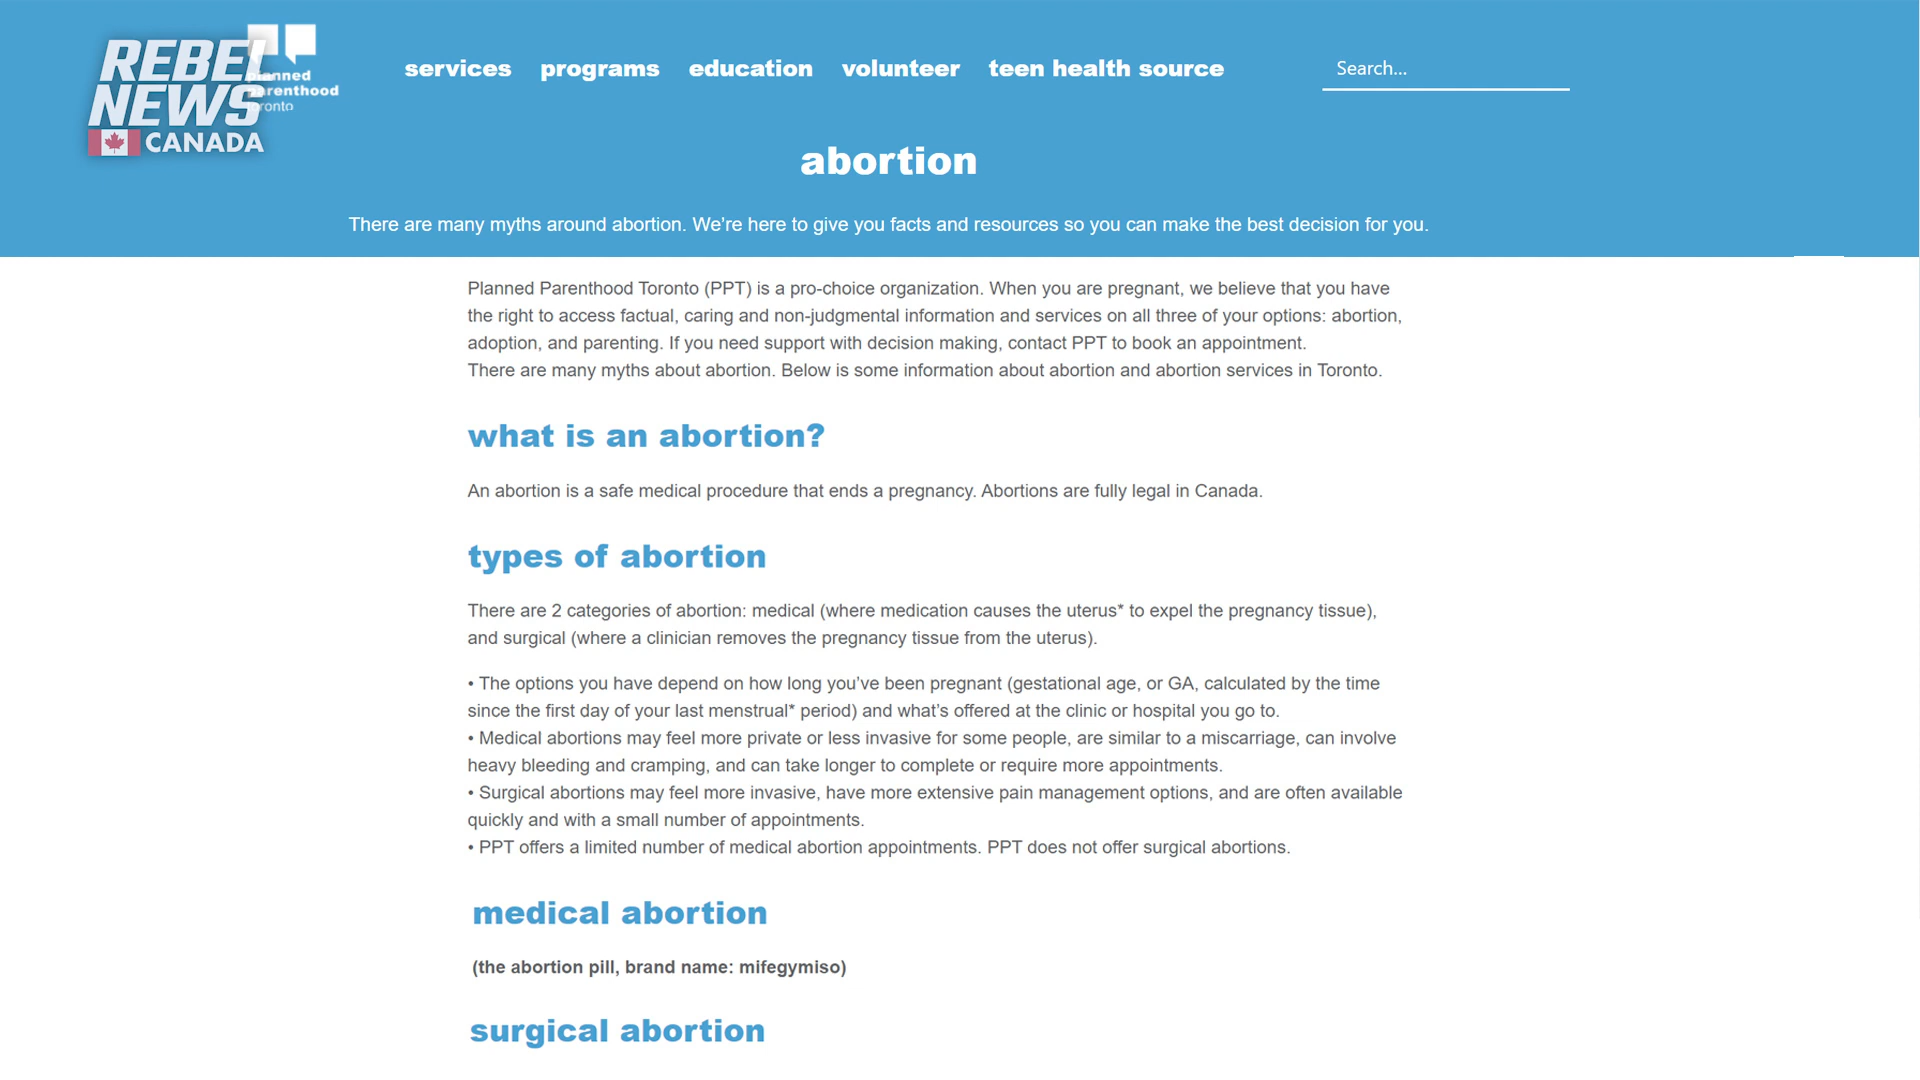 REBEL
NEWS
CANADA
planned
parenthood
toronto
services programs education volunteer teen health source
Search...
abortion
There are many myths around abortion. We're here to give you facts and resources so you can make the best decision for you.
Planned Parenthood Toronto (PPT) is a pro-choice organization. When you are pregnant, we believe that you have
the right to access factual, caring and non-judgmental information and services on all three of your options: abortion,
adoption, and parenting. If you need support with decision making, contact PPT to book an appointment.
There are many myths about abortion. Below is some information about abortion and abortion services in Toronto.
what is an abortion?
An abortion is a safe medical procedure that ends a pregnancy. Abortions are fully legal in Canada.
types of abortion
There are 2 categories of abortion: medical (where medication causes the uterus* to expel the pregnancy tissue),
and surgical (where a clinician removes the pregnancy tissue from the uterus).
• The options you have depend on how long you’ve been pregnant (gestational age, or GA, calculated by the time
since the first day of your last menstrual* period) and what’s offered at the clinic or hospital you go to.
• Medical abortions may feel more private or less invasive for some people, are similar to a miscarriage, can involve
heavy bleeding and cramping, and can take longer to complete or require more appointments.
• Surgical abortions may feel more invasive, have more extensive pain management options, and are often available
quickly and with a small number of appointments.
• PPT offers a limited number of medical abortion appointments. PPT does not offer surgical abortions.
medical abortion
(the abortion pill, brand name: mifegymiso)
surgical abortion